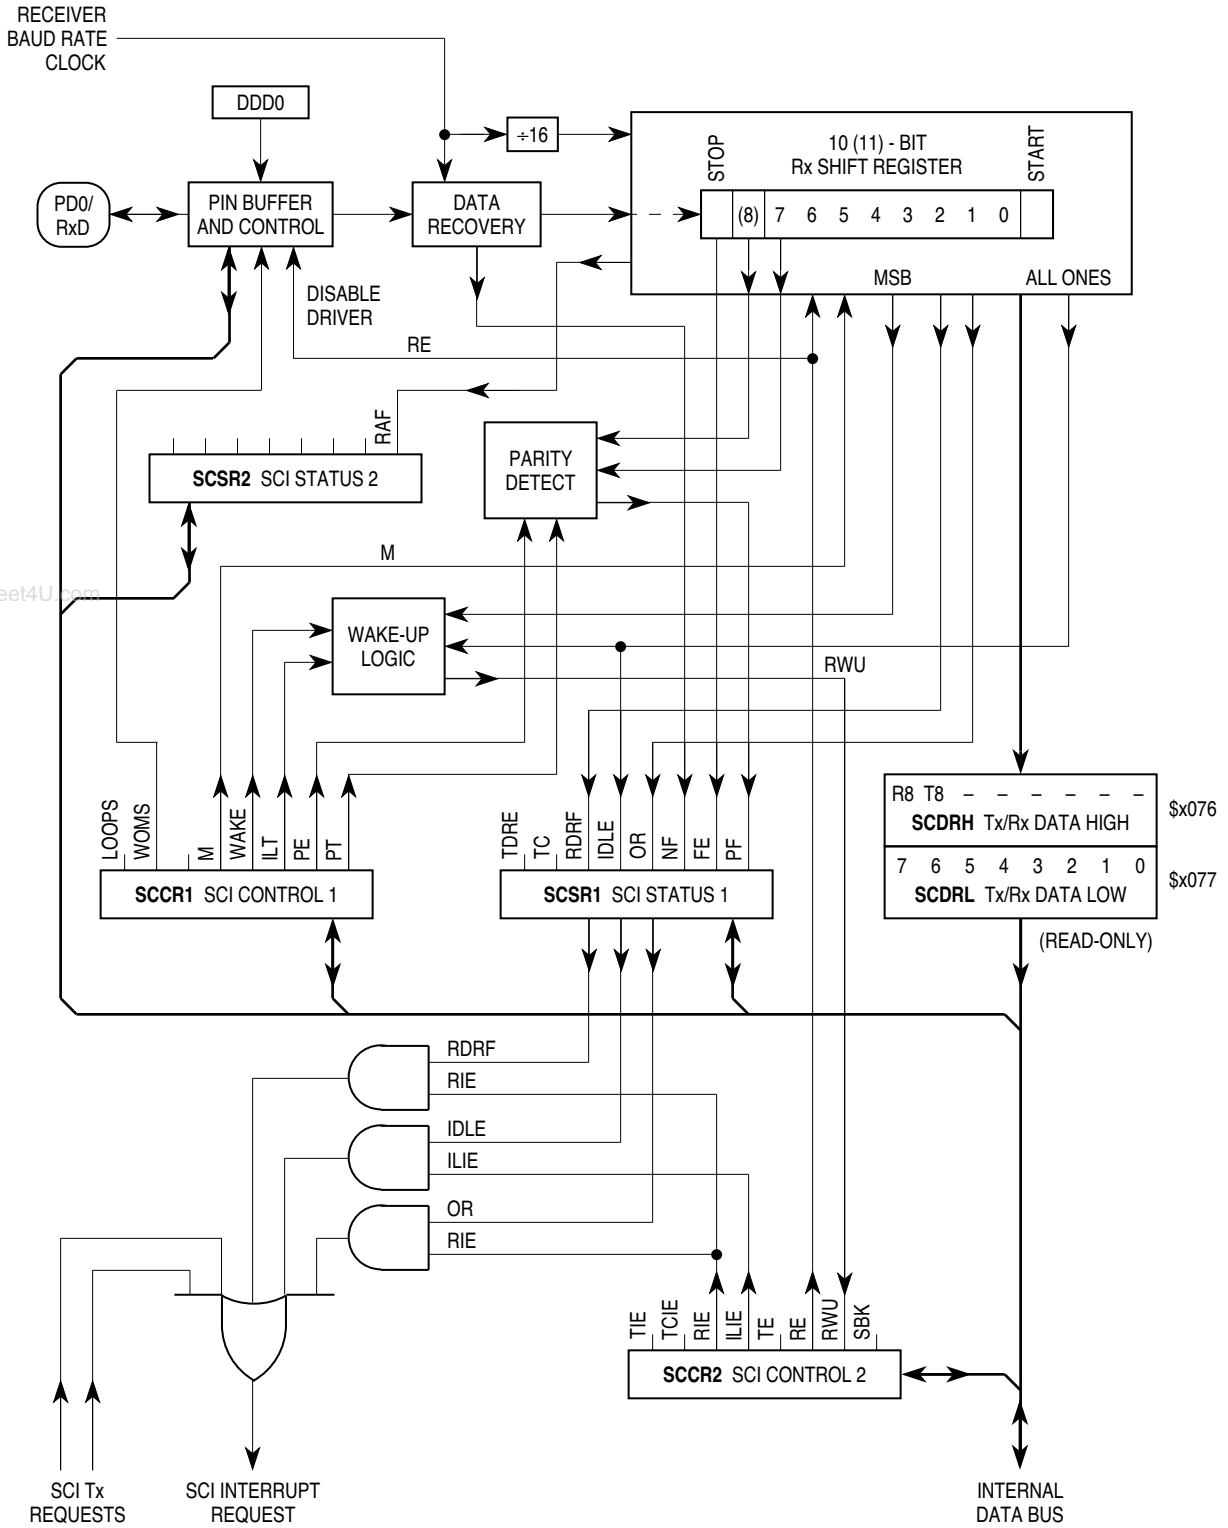 RECEIVER
BAUD RATE
CLOCK
DDD0
÷16
STOP
10 (11) - BIT
Rx SHIFT REGISTER
START
PD0/
RxD
PIN BUFFER
AND CONTROL
DATA
RECOVERY
(8) 7 6 5 4 3 2 1 0
MSB
ALL ONES
DISABLE
DRIVER
RE
RAF
SCSR2 SCI STATUS 2
PARITY
DETECT
M
eet4U.com
WAKE-UP
LOGIC
RWU
LOOPS
WOMS
M
WAKE
ILT
PE
PT
SCCR1 SCI CONTROL 1
TDRE
TC
RDRF
IDLE
OR
NF
FE
PF
SCSR1 SCI STATUS 1
R8 T8 – – – – – –
SCDRH Tx/Rx DATA HIGH
$x076
7 6 5 4 3 2 1 0
SCDRL Tx/Rx DATA LOW
$x077
(READ-ONLY)
RDRF
RIE
IDLE
ILIE
OR
RIE
TIE
TCIE
RIE
ILIE
TE
RE
RWU
SBK
SCCR2 SCI CONTROL 2
SCI Tx
REQUESTS
SCI INTERRUPT
REQUEST
INTERNAL
DATA BUS